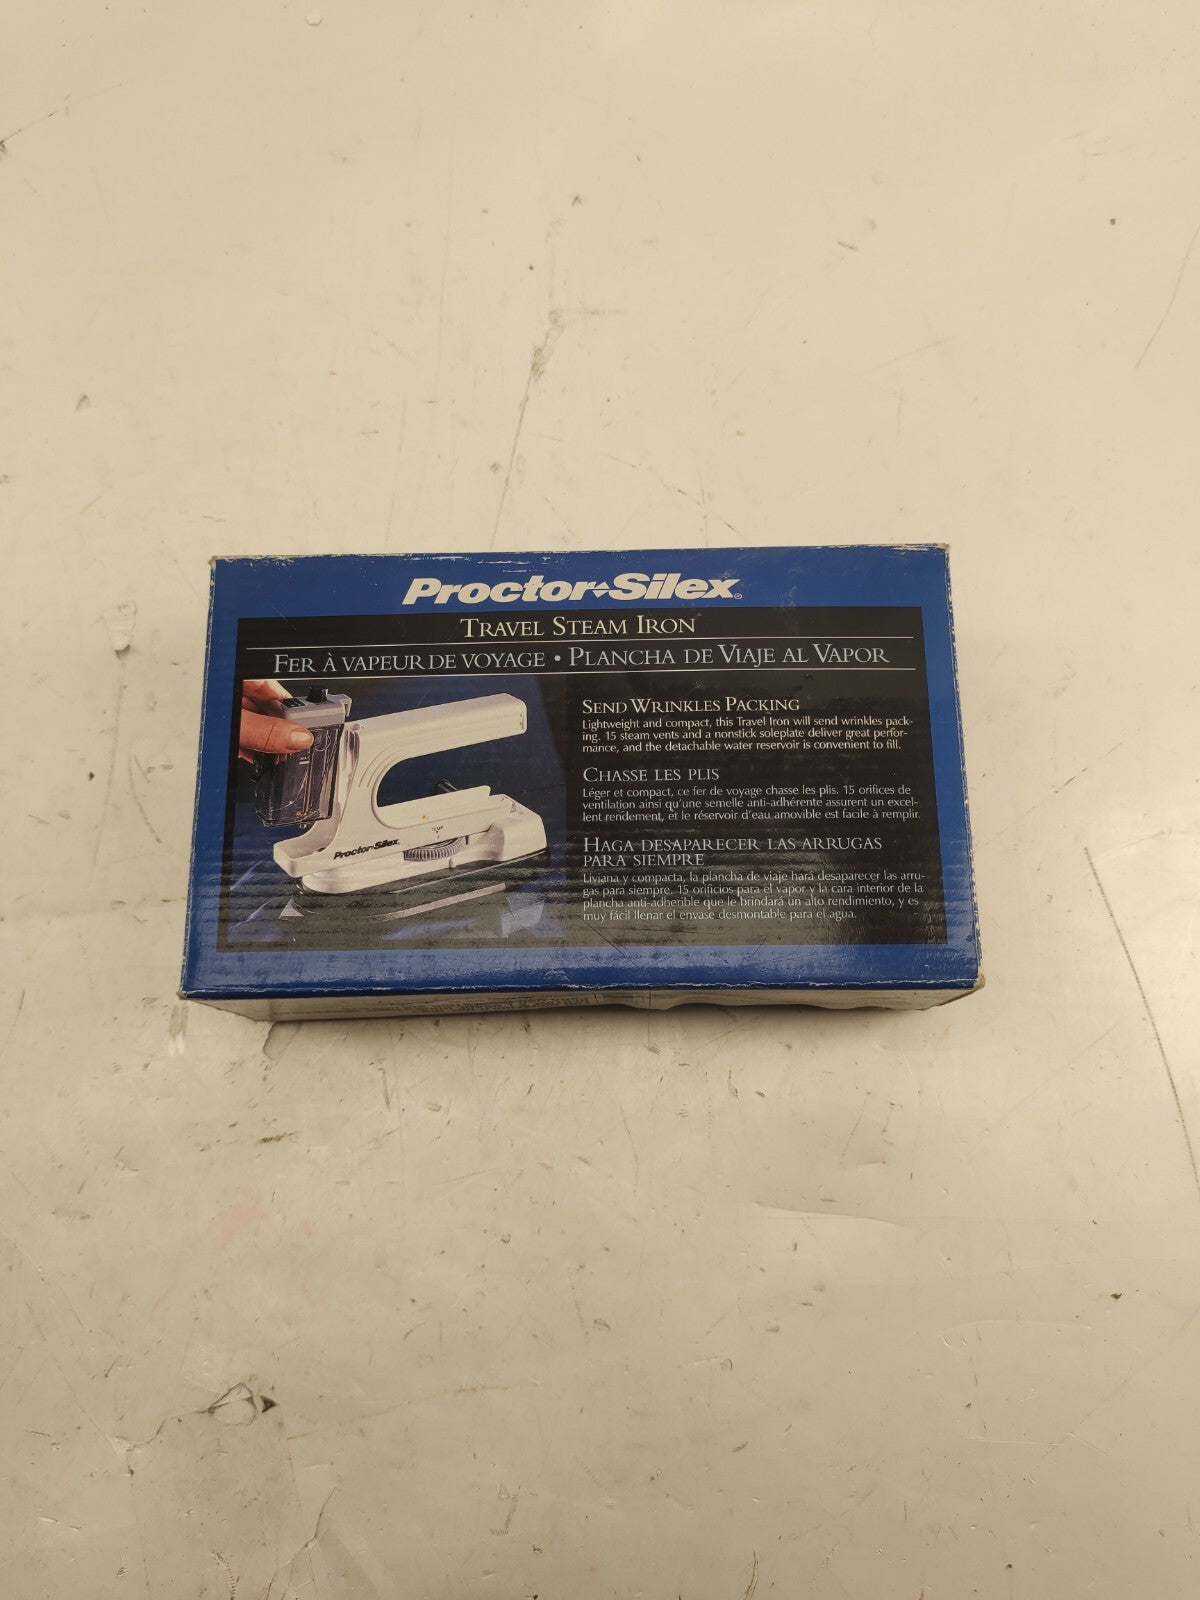 Proctor-Silex®
TRAVEL STEAM IRON™
FER À VAPEUR DE VOYAGE • PLANCHA DE VIAJE AL VAPOR
SEND WRINKLES PACKING
Lightweight and compact, this Travel Iron will send wrinkles pack-
ing. 15 steam vents and a nonstick soleplate deliver great perfor-
mance, and the detachable water reservoir is convenient to fill.
CHASSE LES PLIS
Léger et compact, ce fer de voyage chasse les plis. 15 orifices de
ventilation ainsi qu'une semelle anti-adhérente assurent un excel-
lent rendement, et le réservoir d'eau amovible est facile à remplir.
HAGA DESAPARECER LAS ARRUGAS
PARA SIEMPRE
Liviana y compacta, la plancha de viaje hará desaparecer las arru-
gas para siempre. 15 orificios para el vapor y la cara interior de la
plancha anti-adherible que le brindará un alto rendimiento, y es
muy fácil llenar el envase desmontable para el agua.
Proctor-Silex